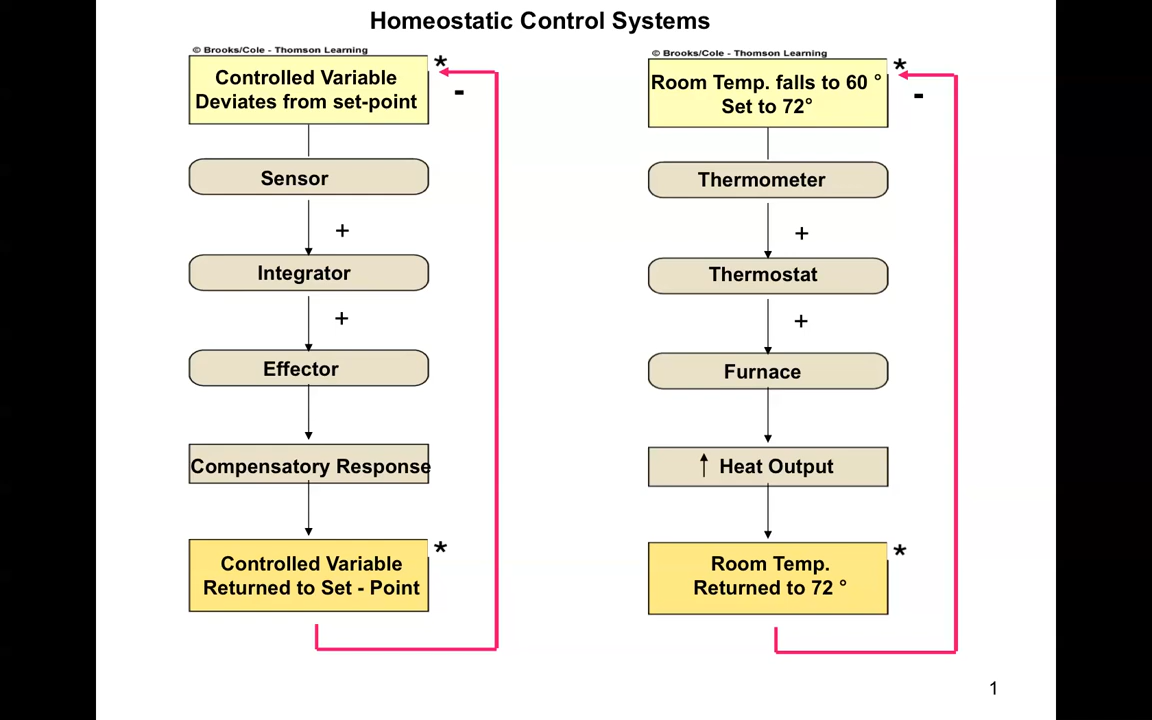 Homeostatic Control Systems
© Brooks/Cole - Thomson Learning
Controlled Variable
Deviates from set-point
*
-
Sensor
+
Integrator
+
Effector
Compensatory Response
Controlled Variable
Returned to Set - Point
*
© Brooks/Cole - Thomson Learning
Room Temp. falls to 60 °
Set to 72°
*
-
Thermometer
+
Thermostat
+
Furnace
↑ Heat Output
Room Temp.
Returned to 72 °
*
1